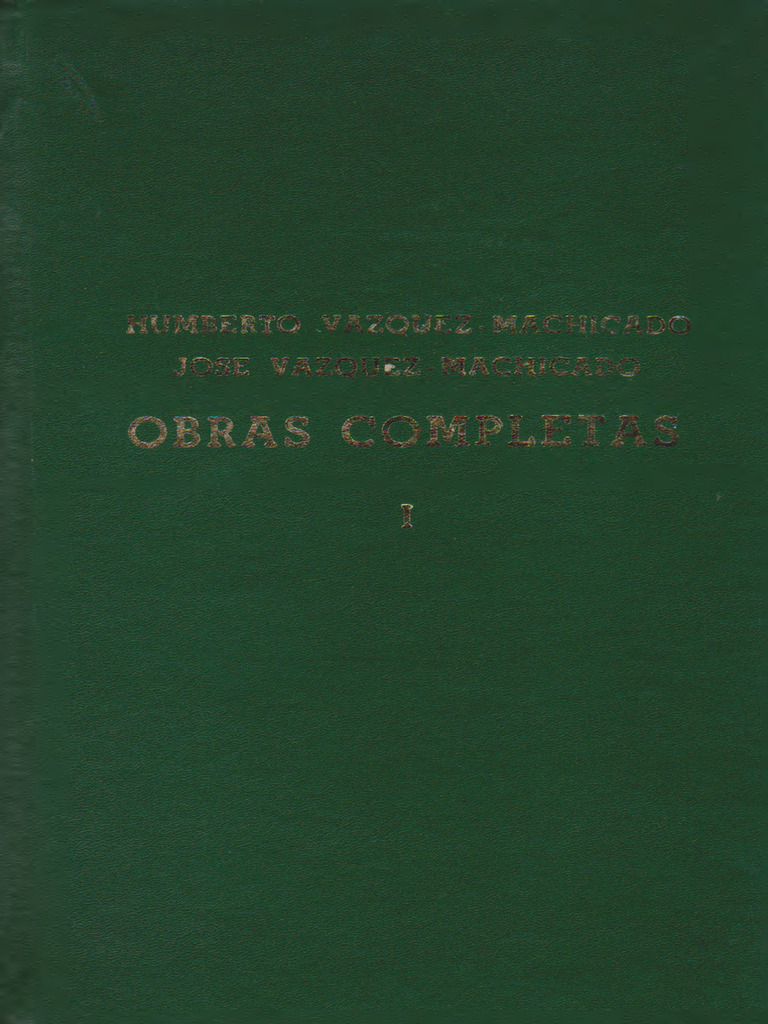 HUMBERTO VAZQUEZ-MACHICADO
JOSE VAZQUEZ-MACHICADO
OBRAS COMPLETAS
I